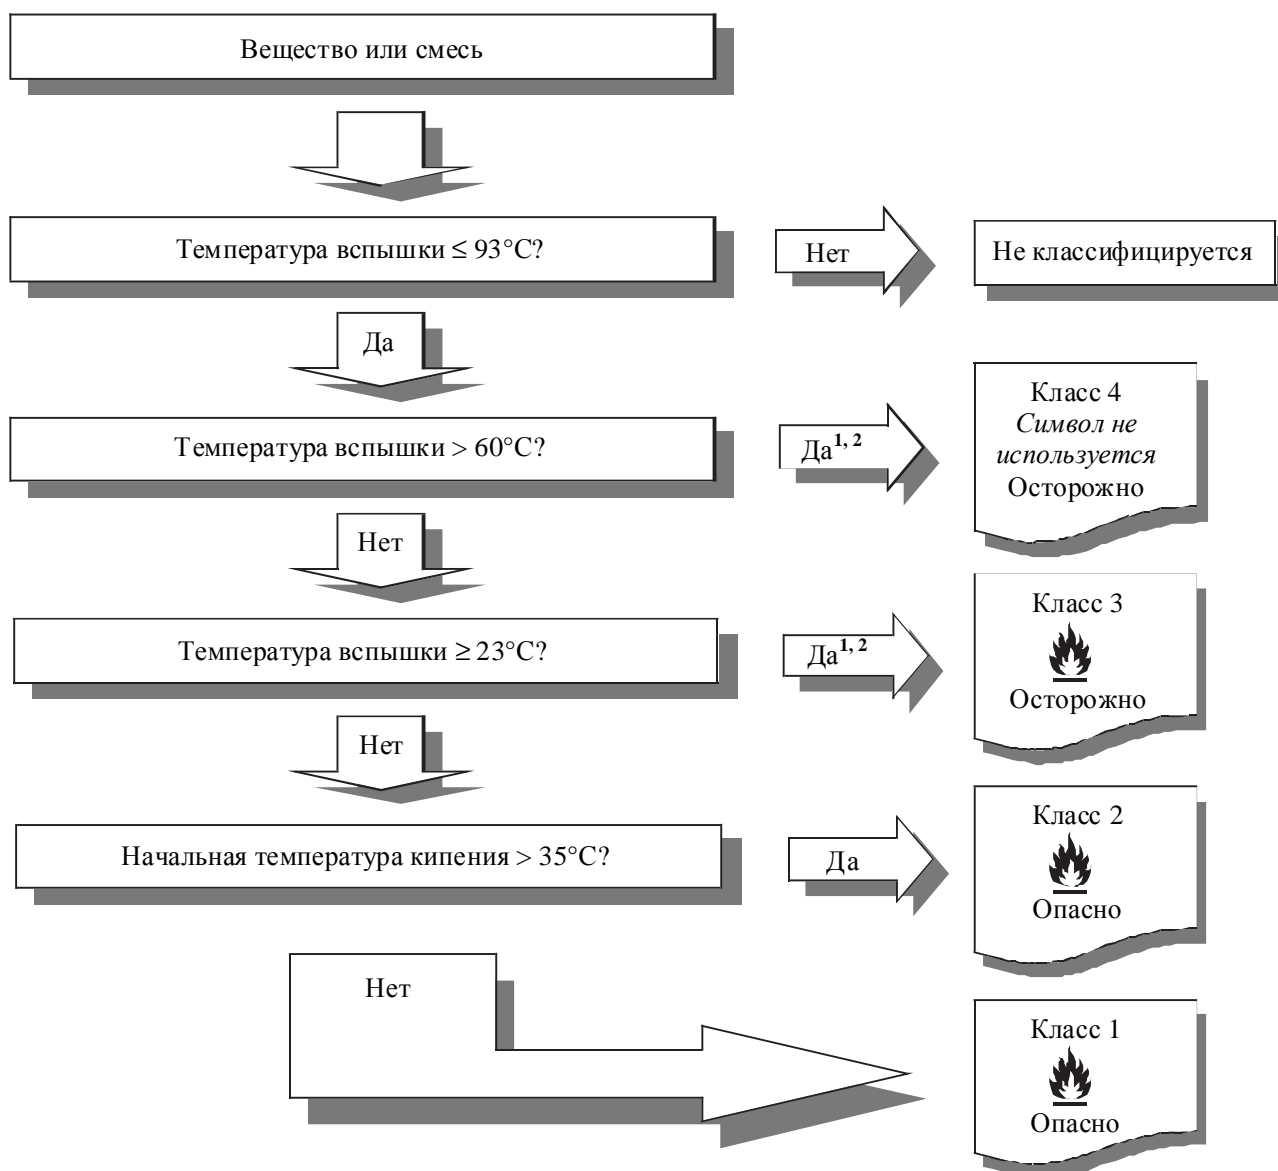 Вещество или смесь
Температура вспышки ≤ 93°C?
Нет
Не классифицируется
Да
Температура вспышки > 60°C?
Да1, 2
Класс 4
Символ не
используется
Осторожно
Нет
Температура вспышки ≥ 23°C?
Да1, 2
Класс 3
Осторожно
Нет
Начальная температура кипения > 35°C?
Да
Класс 2
Опасно
Нет
Класс 1
Опасно